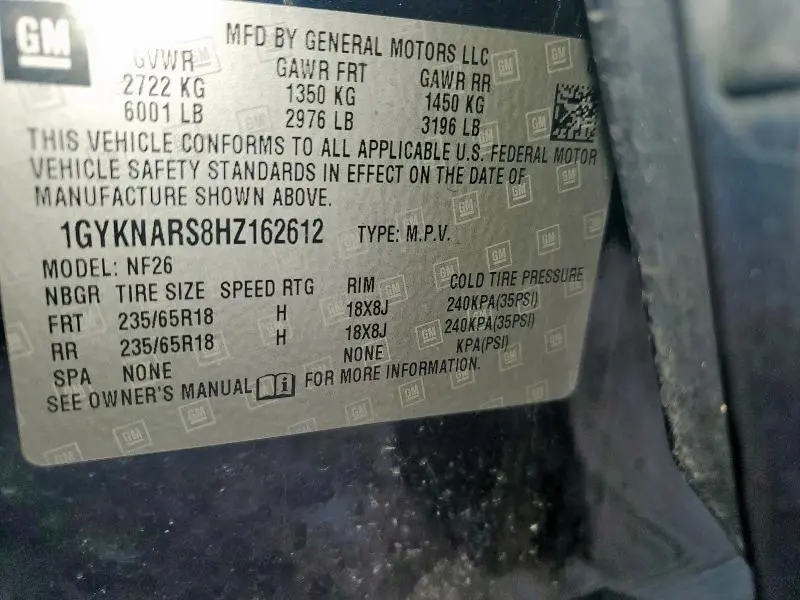 GM
MFD BY GENERAL MOTORS LLC
GVWR GAWR FRT GAWR RR
2722 KG 1350 KG 1450 KG
6001 LB 2976 LB 3196 LB
THIS VEHICLE CONFORMS TO ALL APPLICABLE U.S. FEDERAL MOTOR
VEHICLE SAFETY STANDARDS IN EFFECT ON THE DATE OF
MANUFACTURE SHOWN ABOVE.
1GYKNARS8HZ162612 TYPE: M.P.V.
MODEL: NF26
NBGR TIRE SIZE SPEED RTG RIM COLD TIRE PRESSURE
FRT 235/65R18 H 18X8J 240KPA(35PSI)
RR 235/65R18 H 18X8J 240KPA(35PSI)
SPA NONE NONE KPA(PSI)
SEE OWNER'S MANUAL FOR MORE INFORMATION.